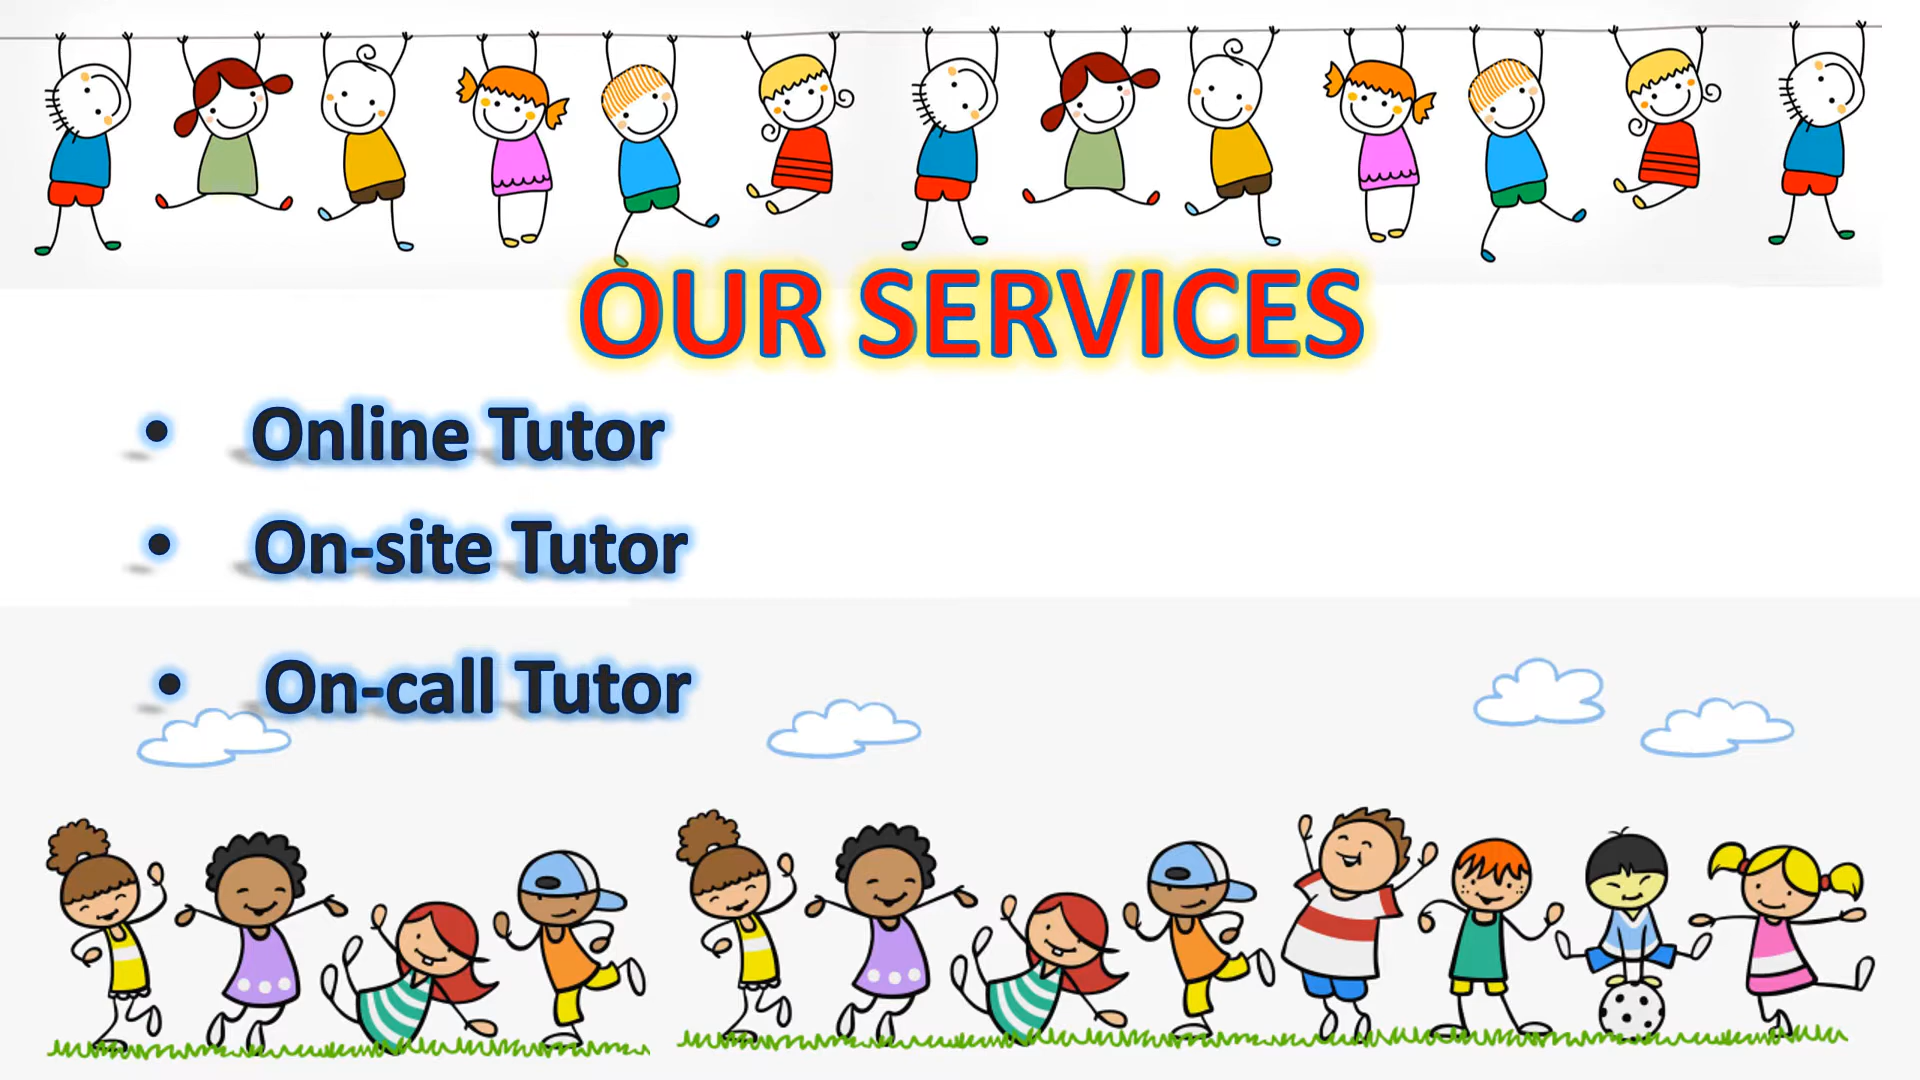 OUR SERVICES
• Online Tutor
• On-site Tutor
• On-call Tutor